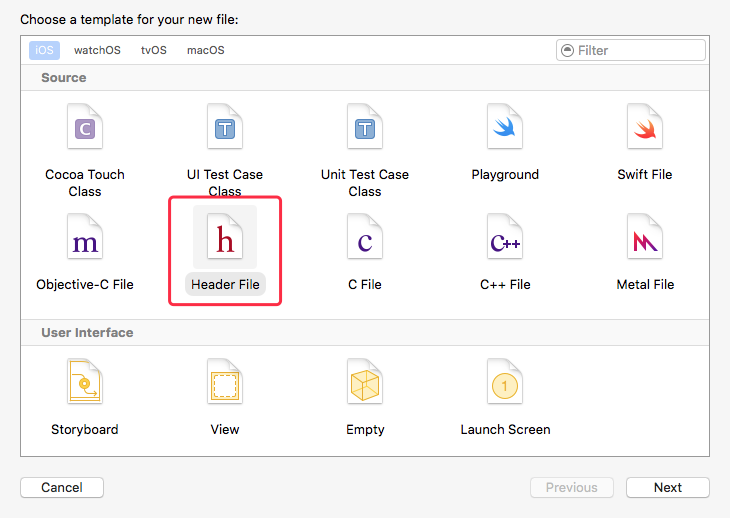 Choose a template for your new file:
iOS watchOS tvOS macOS Filter
Source
C T T
Cocoa Touch Class
UI Test Case Class
Unit Test Case Class
Playground
Swift File
m h c C++
Objective-C File
Header File
C File
C++ File
Metal File
User Interface
1
Storyboard
View
Empty
Launch Screen
Cancel Previous Next